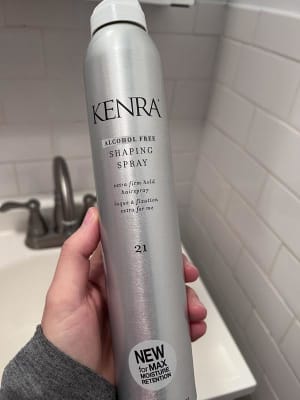 KENRA
ALCOHOL FREE
SHAPING
SPRAY
extra firm hold
hairspray
laque à fixation
extra ferme
21
NEW
for MAX
MOISTURE
RETENTION